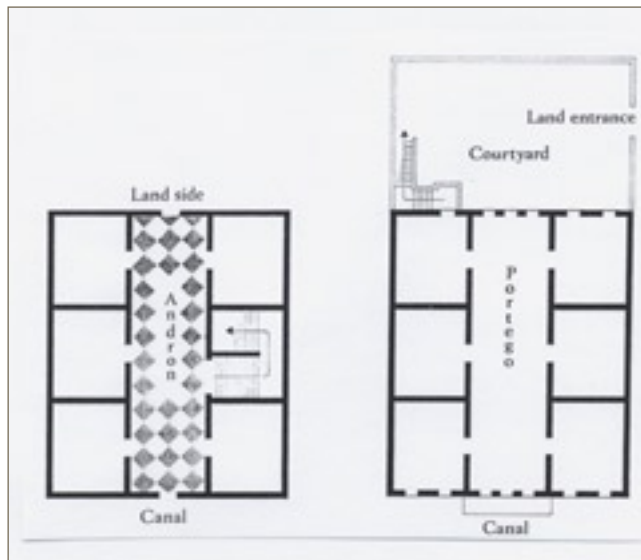 Land side
Andron
Canal
Land entrance
Courtyard
Portego
Canal